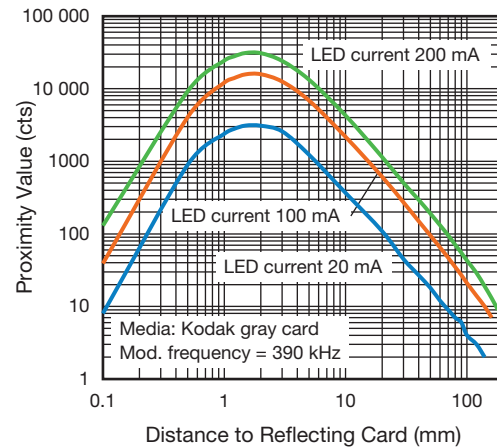 100 000
10 000
1000
100
10
1
Proximity Value (cts)
LED current 200 mA
LED current 100 mA
LED current 20 mA
Media: Kodak gray card
Mod. frequency = 390 kHz
0.1 1 10 100
Distance to Reflecting Card (mm)